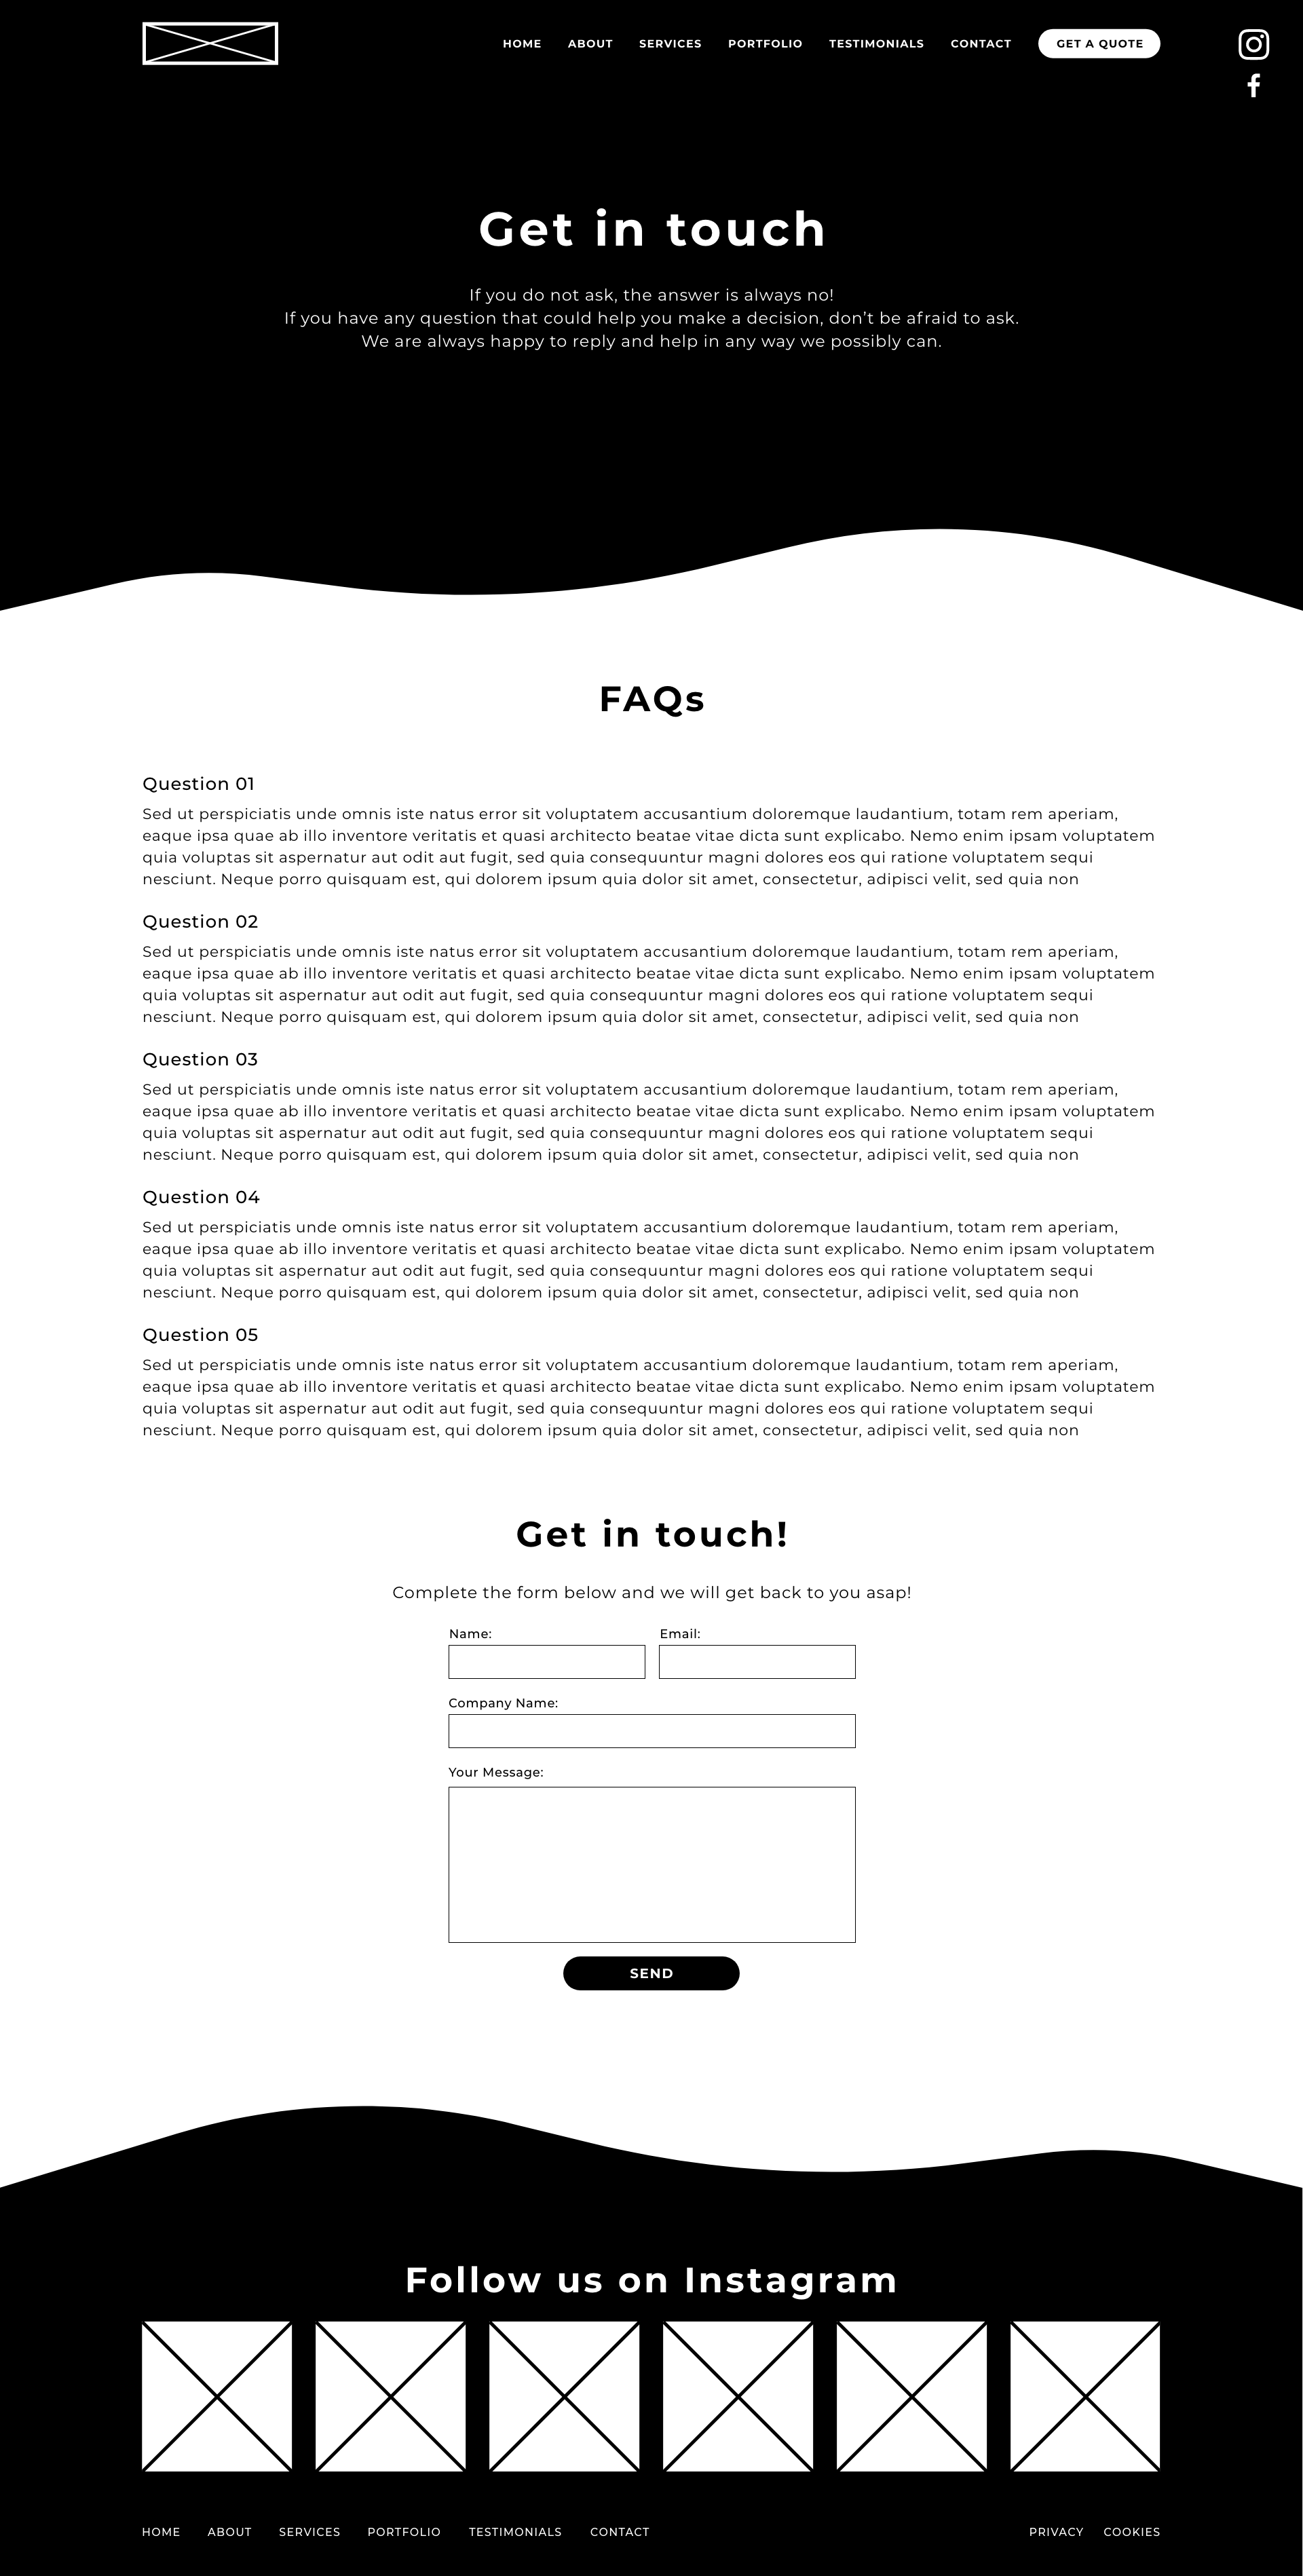 HOME ABOUT SERVICES PORTFOLIO TESTIMONIALS CONTACT GET A QUOTE
Get in touch
If you do not ask, the answer is always no!
If you have any question that could help you make a decision, don’t be afraid to ask.
We are always happy to reply and help in any way we possibly can.
FAQs
Question 01
Sed ut perspiciatis unde omnis iste natus error sit voluptatem accusantium doloremque laudantium, totam rem aperiam,
eaque ipsa quae ab illo inventore veritatis et quasi architecto beatae vitae dicta sunt explicabo. Nemo enim ipsam voluptatem
quia voluptas sit aspernatur aut odit aut fugit, sed quia consequuntur magni dolores eos qui ratione voluptatem sequi
nesciunt. Neque porro quisquam est, qui dolorem ipsum quia dolor sit amet, consectetur, adipisci velit, sed quia non
Question 02
Sed ut perspiciatis unde omnis iste natus error sit voluptatem accusantium doloremque laudantium, totam rem aperiam,
eaque ipsa quae ab illo inventore veritatis et quasi architecto beatae vitae dicta sunt explicabo. Nemo enim ipsam voluptatem
quia voluptas sit aspernatur aut odit aut fugit, sed quia consequuntur magni dolores eos qui ratione voluptatem sequi
nesciunt. Neque porro quisquam est, qui dolorem ipsum quia dolor sit amet, consectetur, adipisci velit, sed quia non
Question 03
Sed ut perspiciatis unde omnis iste natus error sit voluptatem accusantium doloremque laudantium, totam rem aperiam,
eaque ipsa quae ab illo inventore veritatis et quasi architecto beatae vitae dicta sunt explicabo. Nemo enim ipsam voluptatem
quia voluptas sit aspernatur aut odit aut fugit, sed quia consequuntur magni dolores eos qui ratione voluptatem sequi
nesciunt. Neque porro quisquam est, qui dolorem ipsum quia dolor sit amet, consectetur, adipisci velit, sed quia non
Question 04
Sed ut perspiciatis unde omnis iste natus error sit voluptatem accusantium doloremque laudantium, totam rem aperiam,
eaque ipsa quae ab illo inventore veritatis et quasi architecto beatae vitae dicta sunt explicabo. Nemo enim ipsam voluptatem
quia voluptas sit aspernatur aut odit aut fugit, sed quia consequuntur magni dolores eos qui ratione voluptatem sequi
nesciunt. Neque porro quisquam est, qui dolorem ipsum quia dolor sit amet, consectetur, adipisci velit, sed quia non
Question 05
Sed ut perspiciatis unde omnis iste natus error sit voluptatem accusantium doloremque laudantium, totam rem aperiam,
eaque ipsa quae ab illo inventore veritatis et quasi architecto beatae vitae dicta sunt explicabo. Nemo enim ipsam voluptatem
quia voluptas sit aspernatur aut odit aut fugit, sed quia consequuntur magni dolores eos qui ratione voluptatem sequi
nesciunt. Neque porro quisquam est, qui dolorem ipsum quia dolor sit amet, consectetur, adipisci velit, sed quia non
Get in touch!
Complete the form below and we will get back to you asap!
Name: Email:
Company Name:
Your Message:
SEND
Follow us on Instagram
HOME ABOUT SERVICES PORTFOLIO TESTIMONIALS CONTACT PRIVACY COOKIES